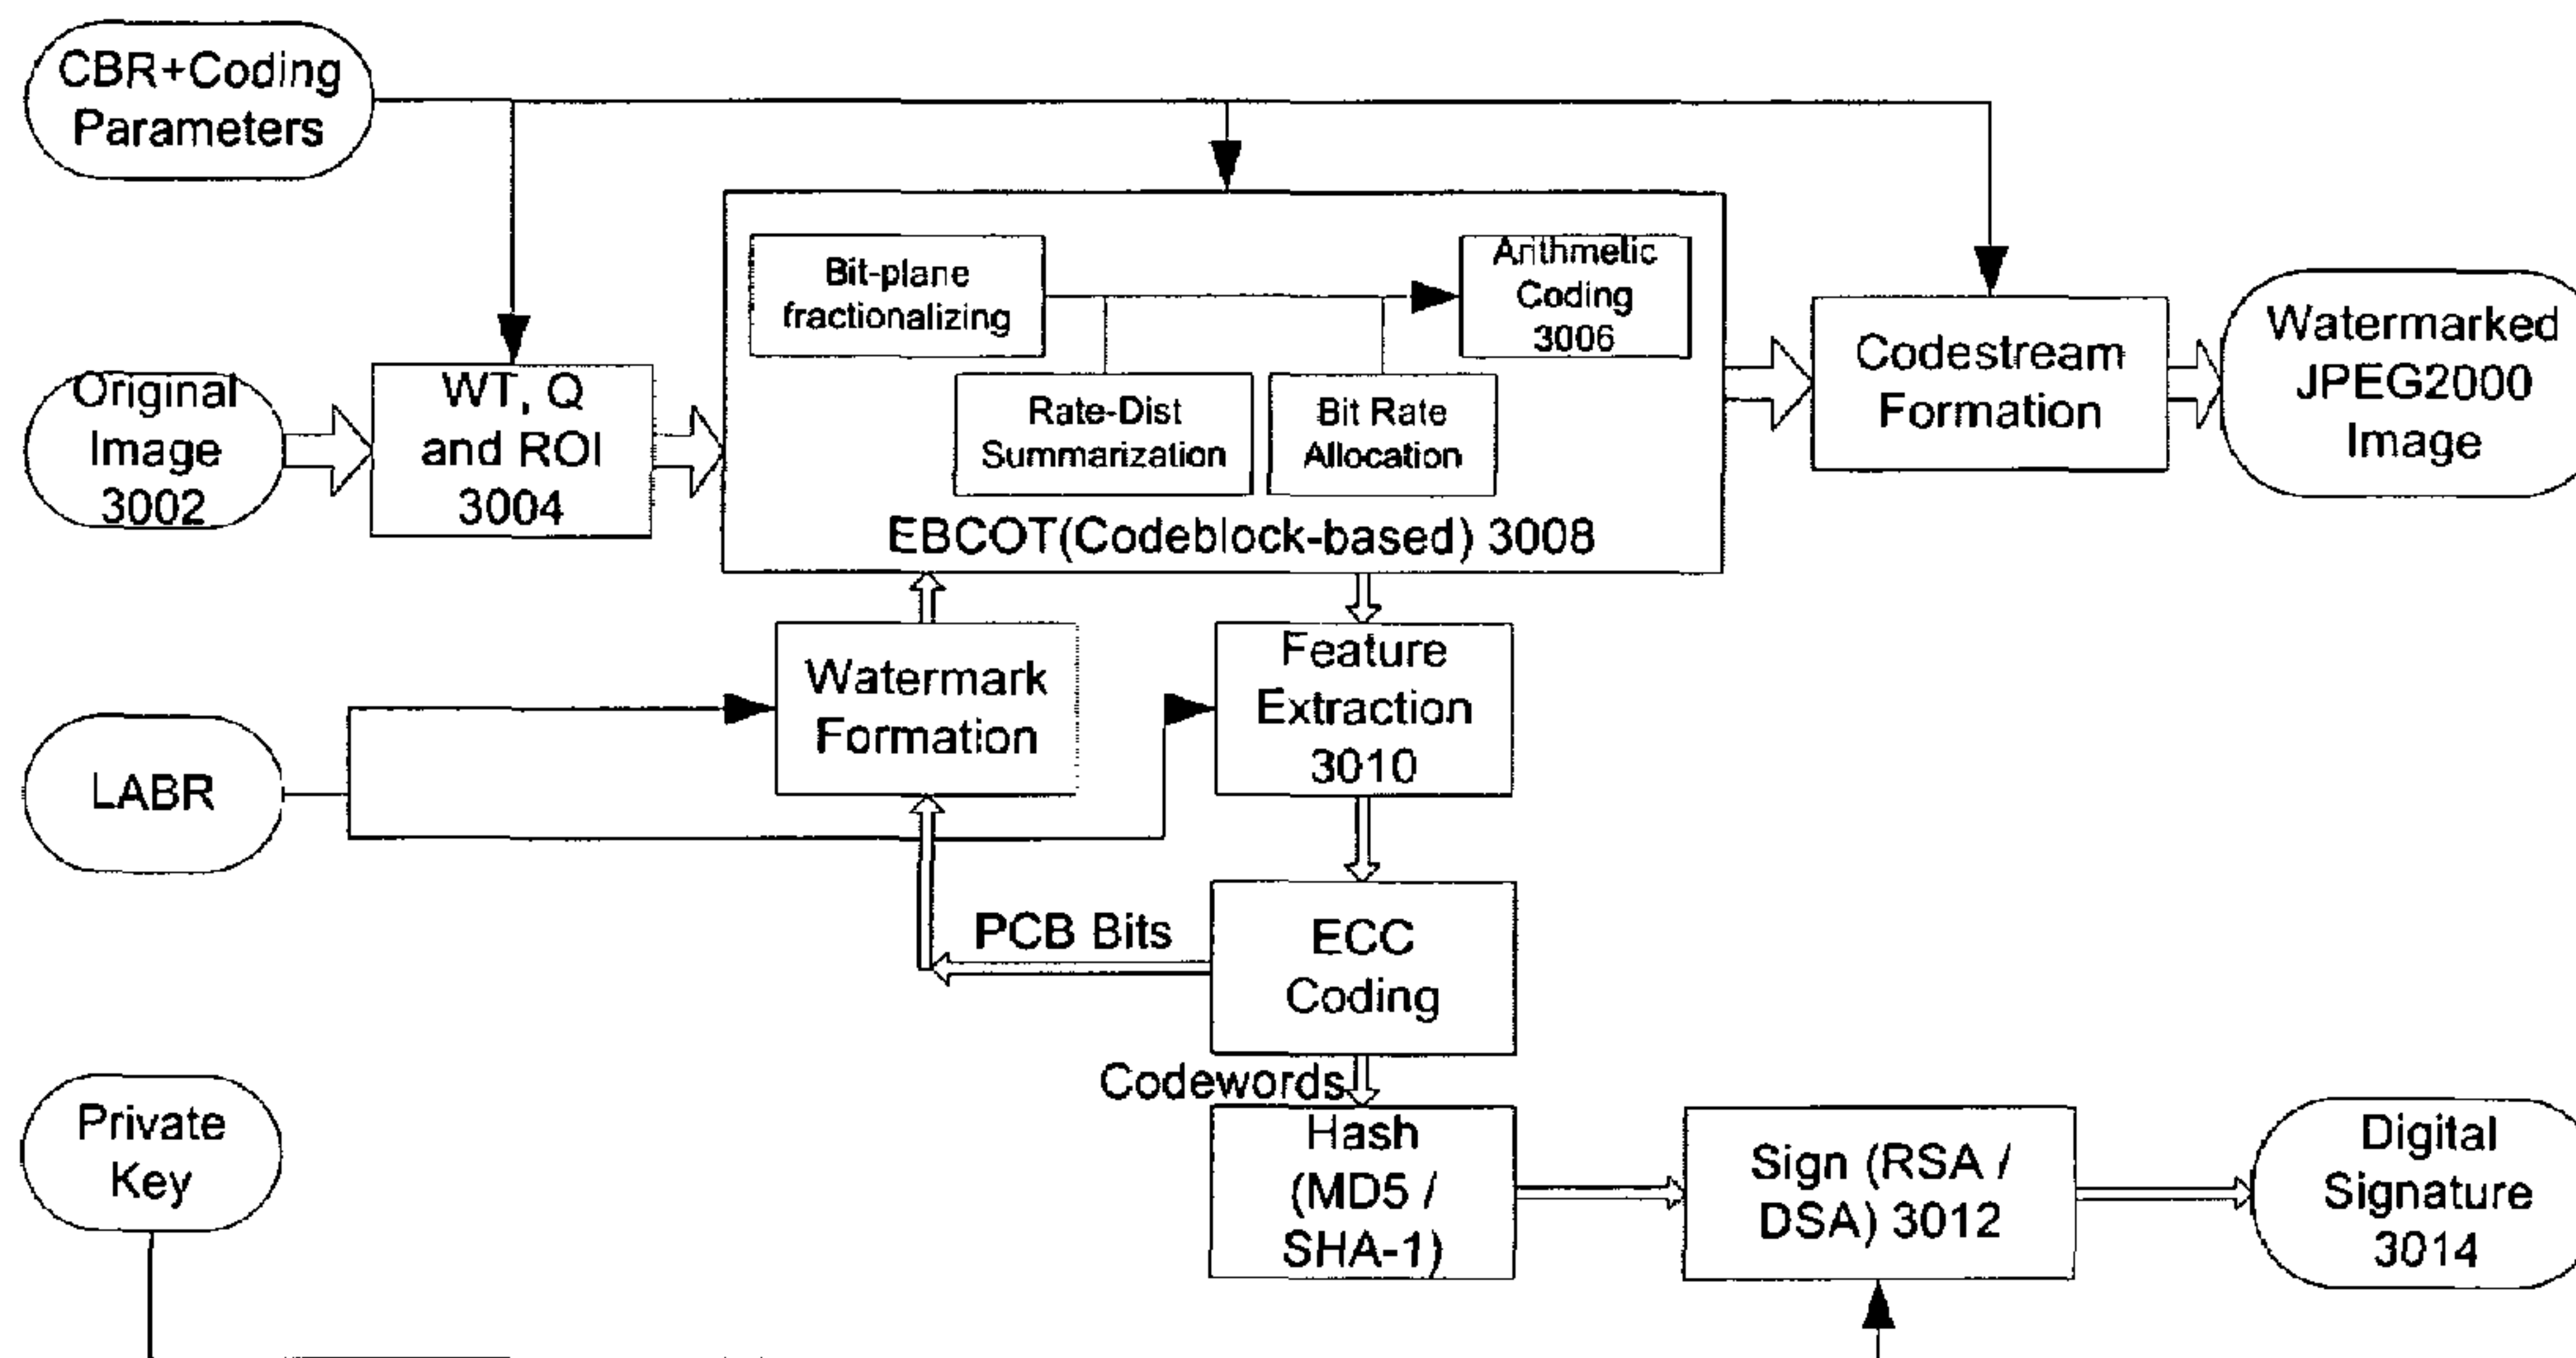 CBR+Coding
Parameters
Bit-plane
fractionalizing
Arithmetic
Coding
3006
Rate-Dist
Summarization
Bit Rate
Allocation
EBCOT(Codeblock-based) 3008
Original
Image
3002
WT, Q
and ROI
3004
Codestream
Formation
Watermarked
JPEG2000
Image
LABR
Watermark
Formation
Feature
Extraction
3010
PCB Bits
ECC
Coding
Codewords
Private
Key
Hash
(MD5 /
SHA-1)
Sign (RSA /
DSA) 3012
Digital
Signature
3014